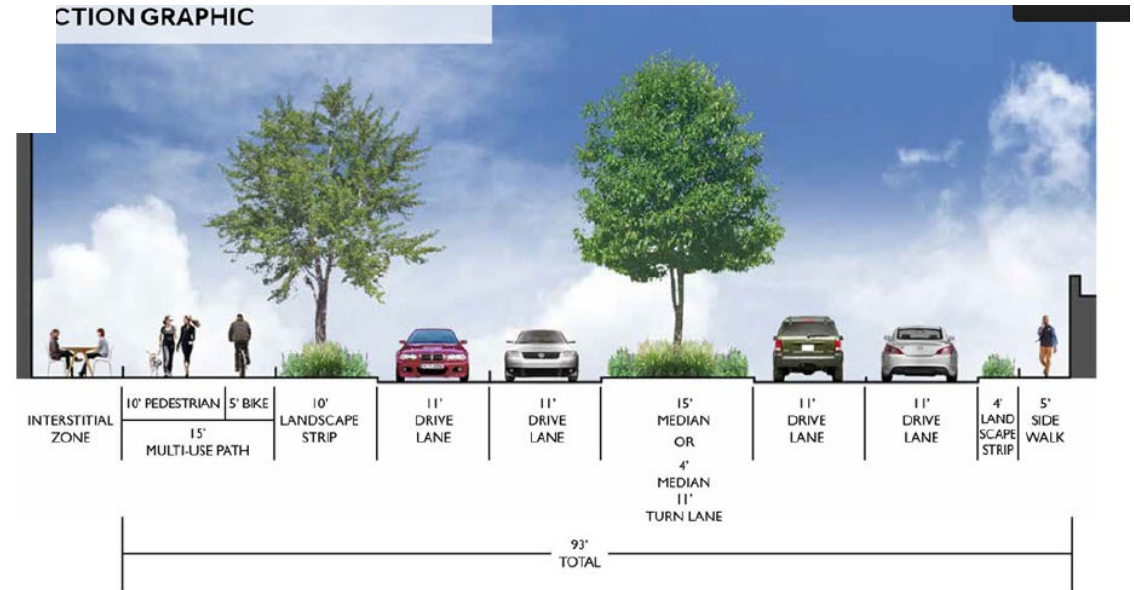 CTION GRAPHIC
INTERSTITIAL
ZONE
10' PEDESTRIAN
5' BIKE
15'
MULTI-USE PATH
10'
LANDSCAPE
STRIP
11'
DRIVE
LANE
11'
DRIVE
LANE
15'
MEDIAN
OR
4'
MEDIAN
11'
TURN LANE
11'
DRIVE
LANE
11'
DRIVE
LANE
4'
LAND
SCAPE
STRIP
5'
SIDE
WALK
93'
TOTAL